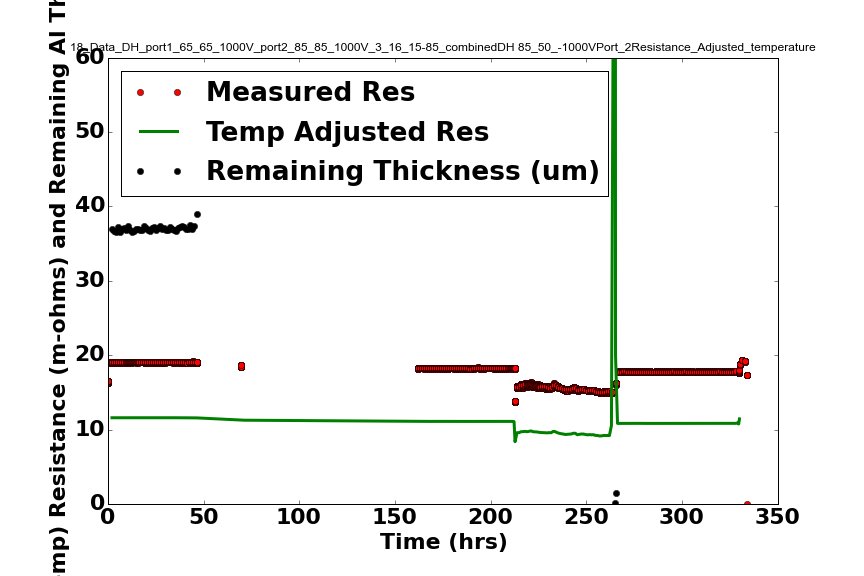 18_Data_DH_port1_65_65_1000V_port2_85_85_1000V_3_16_15-85_combinedDH 85_50_-1000VPort_2Resistance_Adjusted_temperature
Measured Res
Temp Adjusted Res
Remaining Thickness (um)
Resistance (m-ohms) and Remaining Al
60
50
40
30
20
10
0
0 50 100 150 200 250 300 350
Time (hrs)